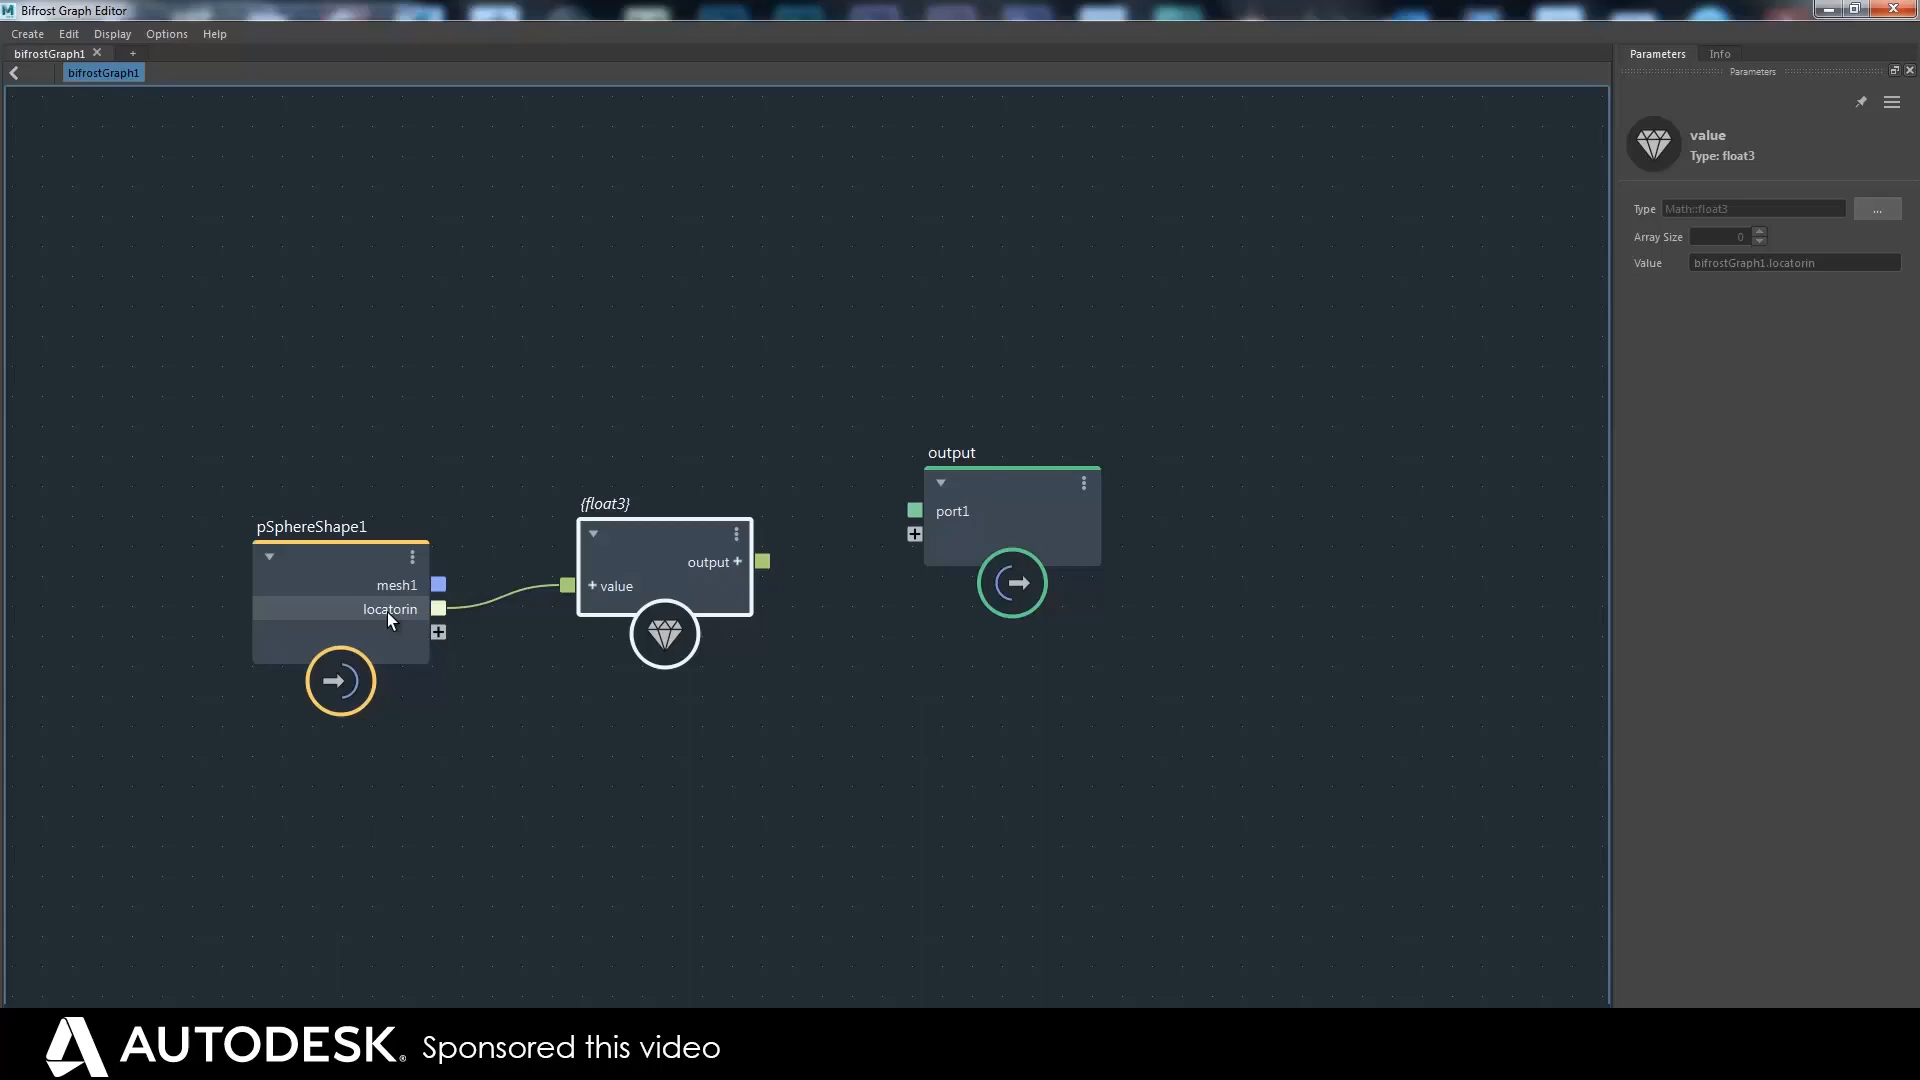 Bifrost Graph Editor
Create Edit Display Options Help
bifrostGraph1
bifrostGraph1
Parameters Info
Parameters
value
Type: float3
Type Math::float3 ...
Array Size 0
Value bifrostGraph1.locatorin
output
port1
{float3}
output
value
pSphereShape1
mesh1
locatorin
AUTODESK. Sponsored this video